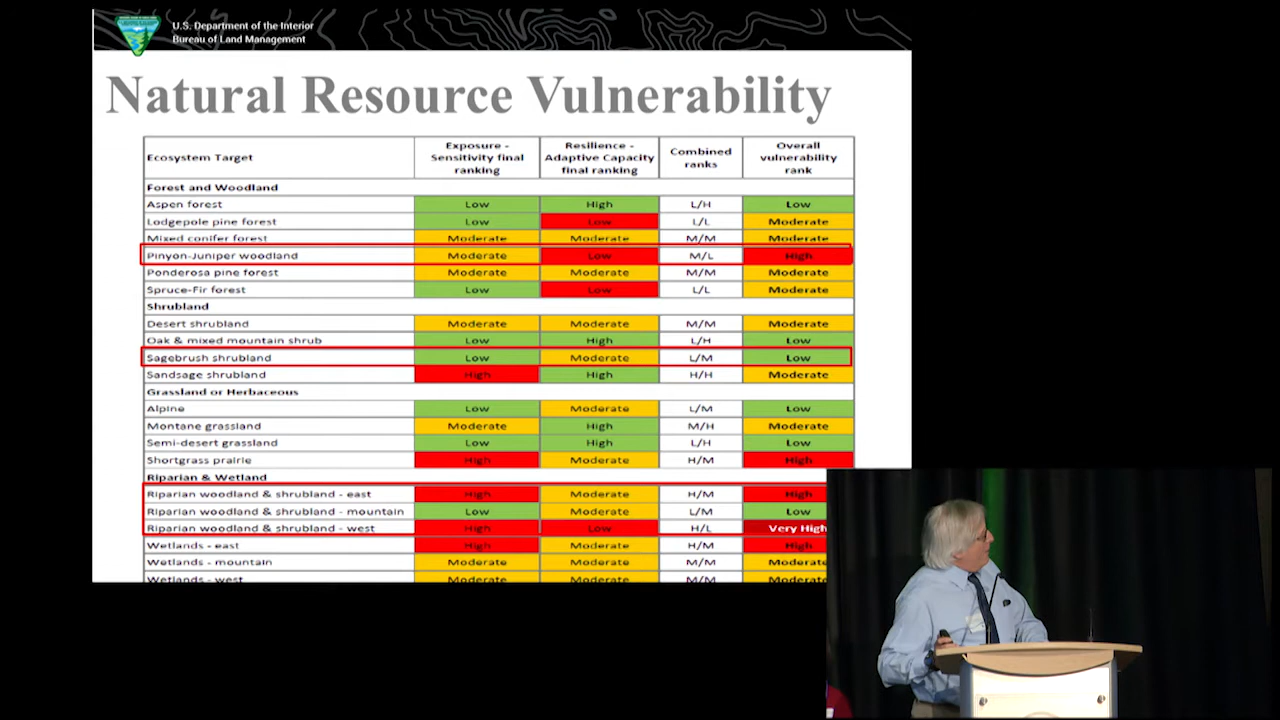 U.S. Department of the Interior
Bureau of Land Management
Natural Resource Vulnerability
Ecosystem Target Exposure - Sensitivity final ranking Resilience - Adaptive Capacity final ranking Combined ranks Overall vulnerability rank
Forest and Woodland
Aspen forest Low High L/H Low
Lodgepole pine forest Low Low L/L Moderate
Mixed conifer forest Moderate Moderate M/M Moderate
Pinyon-Juniper woodland Moderate Low M/L High
Ponderosa pine forest Moderate Moderate M/M Moderate
Spruce-Fir forest Low Low L/L Moderate
Shrubland
Desert shrubland Moderate Moderate M/M Moderate
Oak & mixed mountain shrub Low High L/H Low
Sagebrush shrubland Low Moderate L/M Low
Sandsage shrubland High High H/H Moderate
Grassland or Herbaceous
Alpine Low Moderate L/M Low
Montane grassland Moderate High M/H Moderate
Semi-desert grassland Low High L/H Low
Shortgrass prairie High Moderate H/M High
Riparian & Wetland
Riparian woodland & shrubland - east High Moderate H/M High
Riparian woodland & shrubland - mountain Low Moderate L/M Low
Riparian woodland & shrubland - west High Low H/L Very High
Wetlands - east High Moderate H/M High
Wetlands - mountain Moderate Moderate M/M Moderate
Wetlands - west Moderate Moderate M/M Moderate